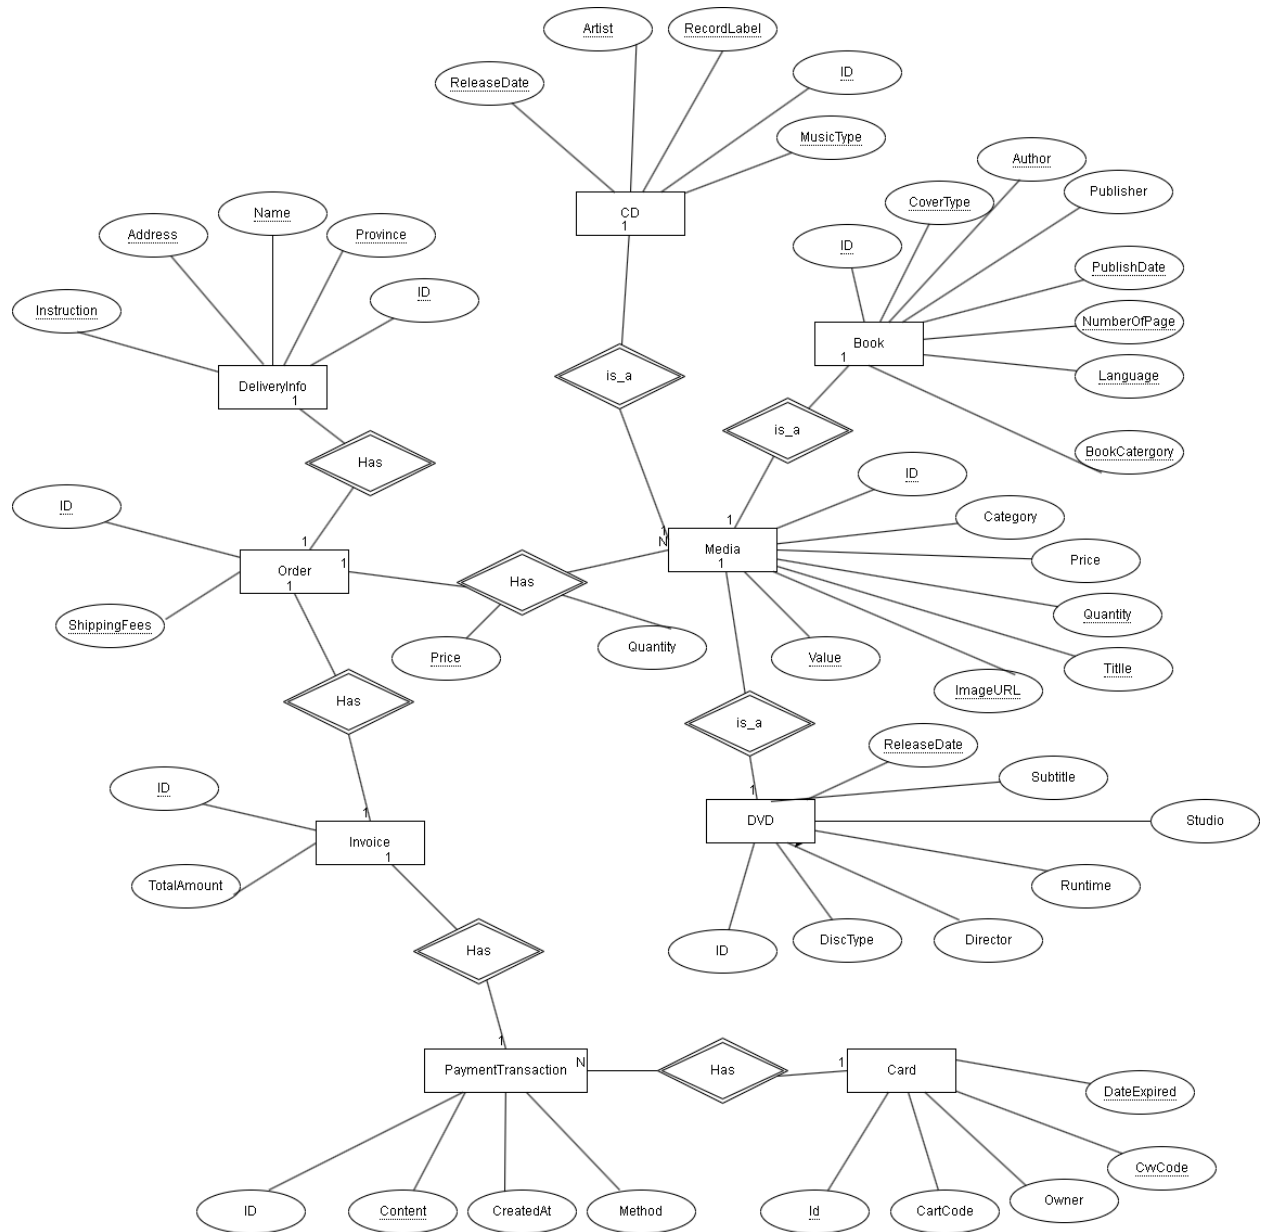 Artist
RecordLabel
ReleaseDate
ID
MusicType
CD
1
Author
Publisher
CoverType
ID
PublishDate
NumberOfPage
Language
BookCatergory
Book
1
Name
Address
Province
ID
Instruction
DeliveryInfo
1
is_a
is_a
Has
ID
ShippingFees
1
Order
1
1
Has
Price
Quantity
1
N
1
Media
1
ID
Category
Price
Quantity
Titlle
ImageURL
Value
Has
is_a
ID
TotalAmount
1
Invoice
1
ReleaseDate
Subtitle
Studio
Runtime
Director
DiscType
ID
1
DVD
Has
1
PaymentTransaction
N
Has
1
Card
DateExpired
CvvCode
Owner
CartCode
Id
ID
Content
CreatedAt
Method